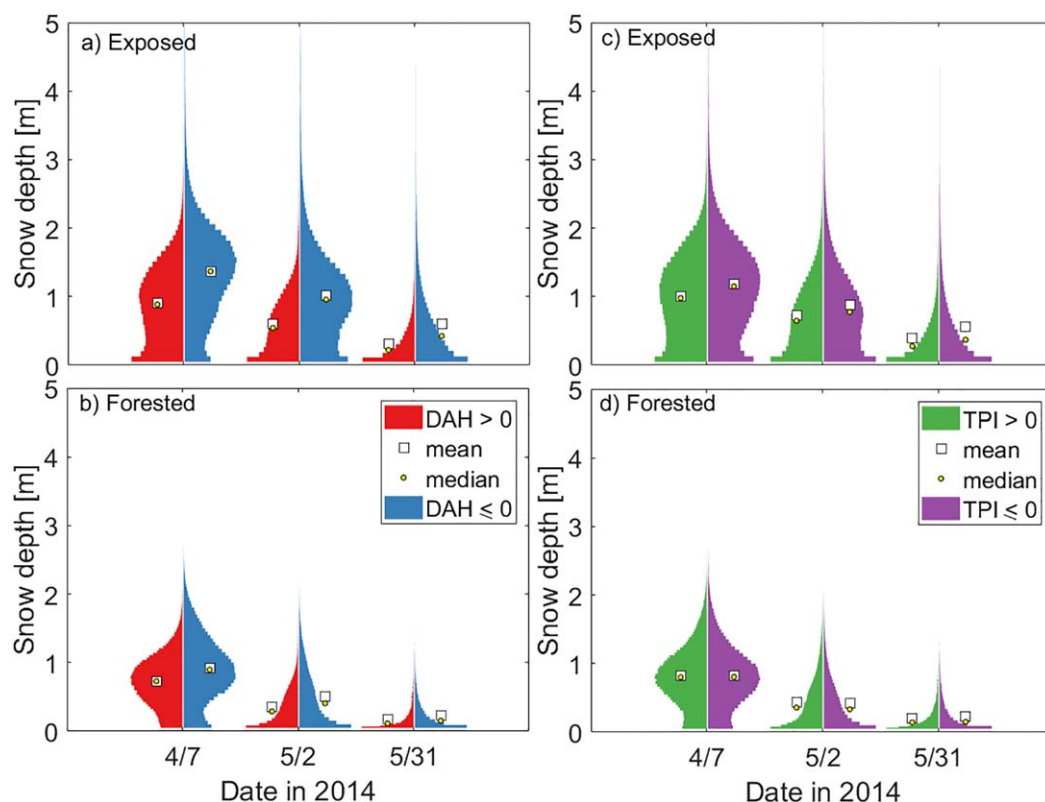 a) Exposed
5
4
3
2
1
0
Snow depth [m]
c) Exposed
5
4
3
2
1
0
Snow depth [m]
b) Forested
5
4
3
2
1
0
Snow depth [m]
DAH > 0
mean
median
DAH ⩽ 0
4/7 5/2 5/31
Date in 2014
d) Forested
5
4
3
2
1
0
Snow depth [m]
TPI > 0
mean
median
TPI ⩽ 0
4/7 5/2 5/31
Date in 2014